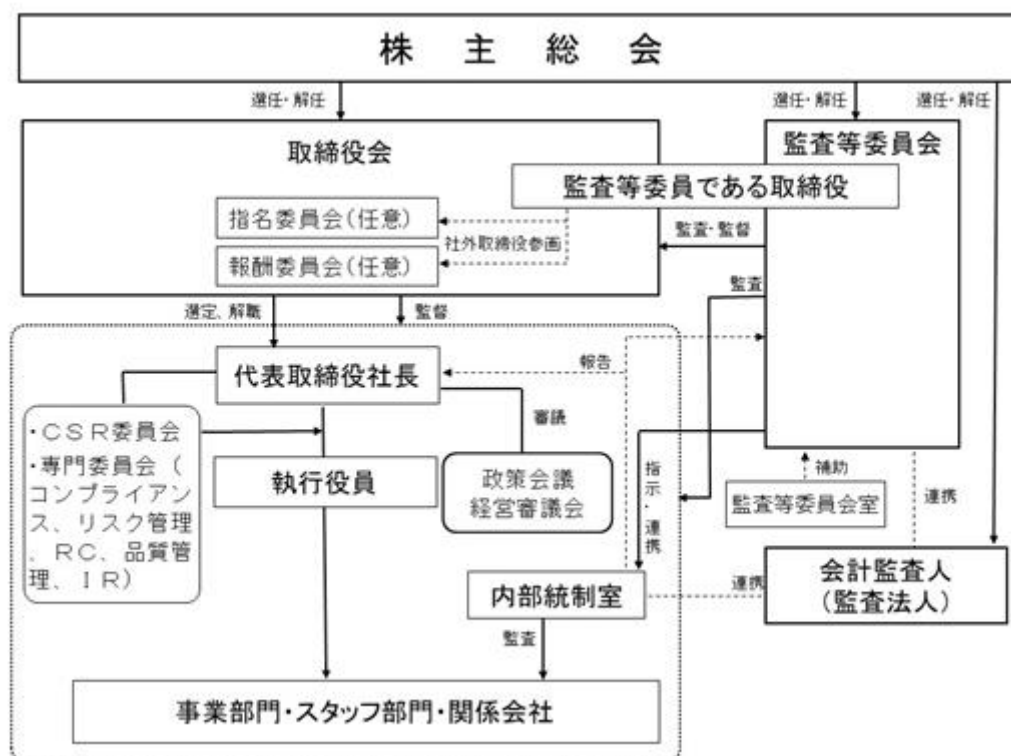 株主総会
選任・解任
選任・解任
選任・解任
取締役会
監査等委員会
監査等委員である取締役
指名委員会(任意)
社外取締役参画
報酬委員会(任意)
監査・監督
監査
選定、解職
監督
代表取締役社長
報告
審議
・CSR委員会
・専門委員会（
コンプライアン
ス、リスク管理
、RC、品質管
理、IR）
執行役員
政策会議
経営審議会
指示・連携
補助
監査等委員会室
連携
内部統制室
連携
会計監査人
（監査法人）
監査
事業部門・スタッフ部門・関係会社